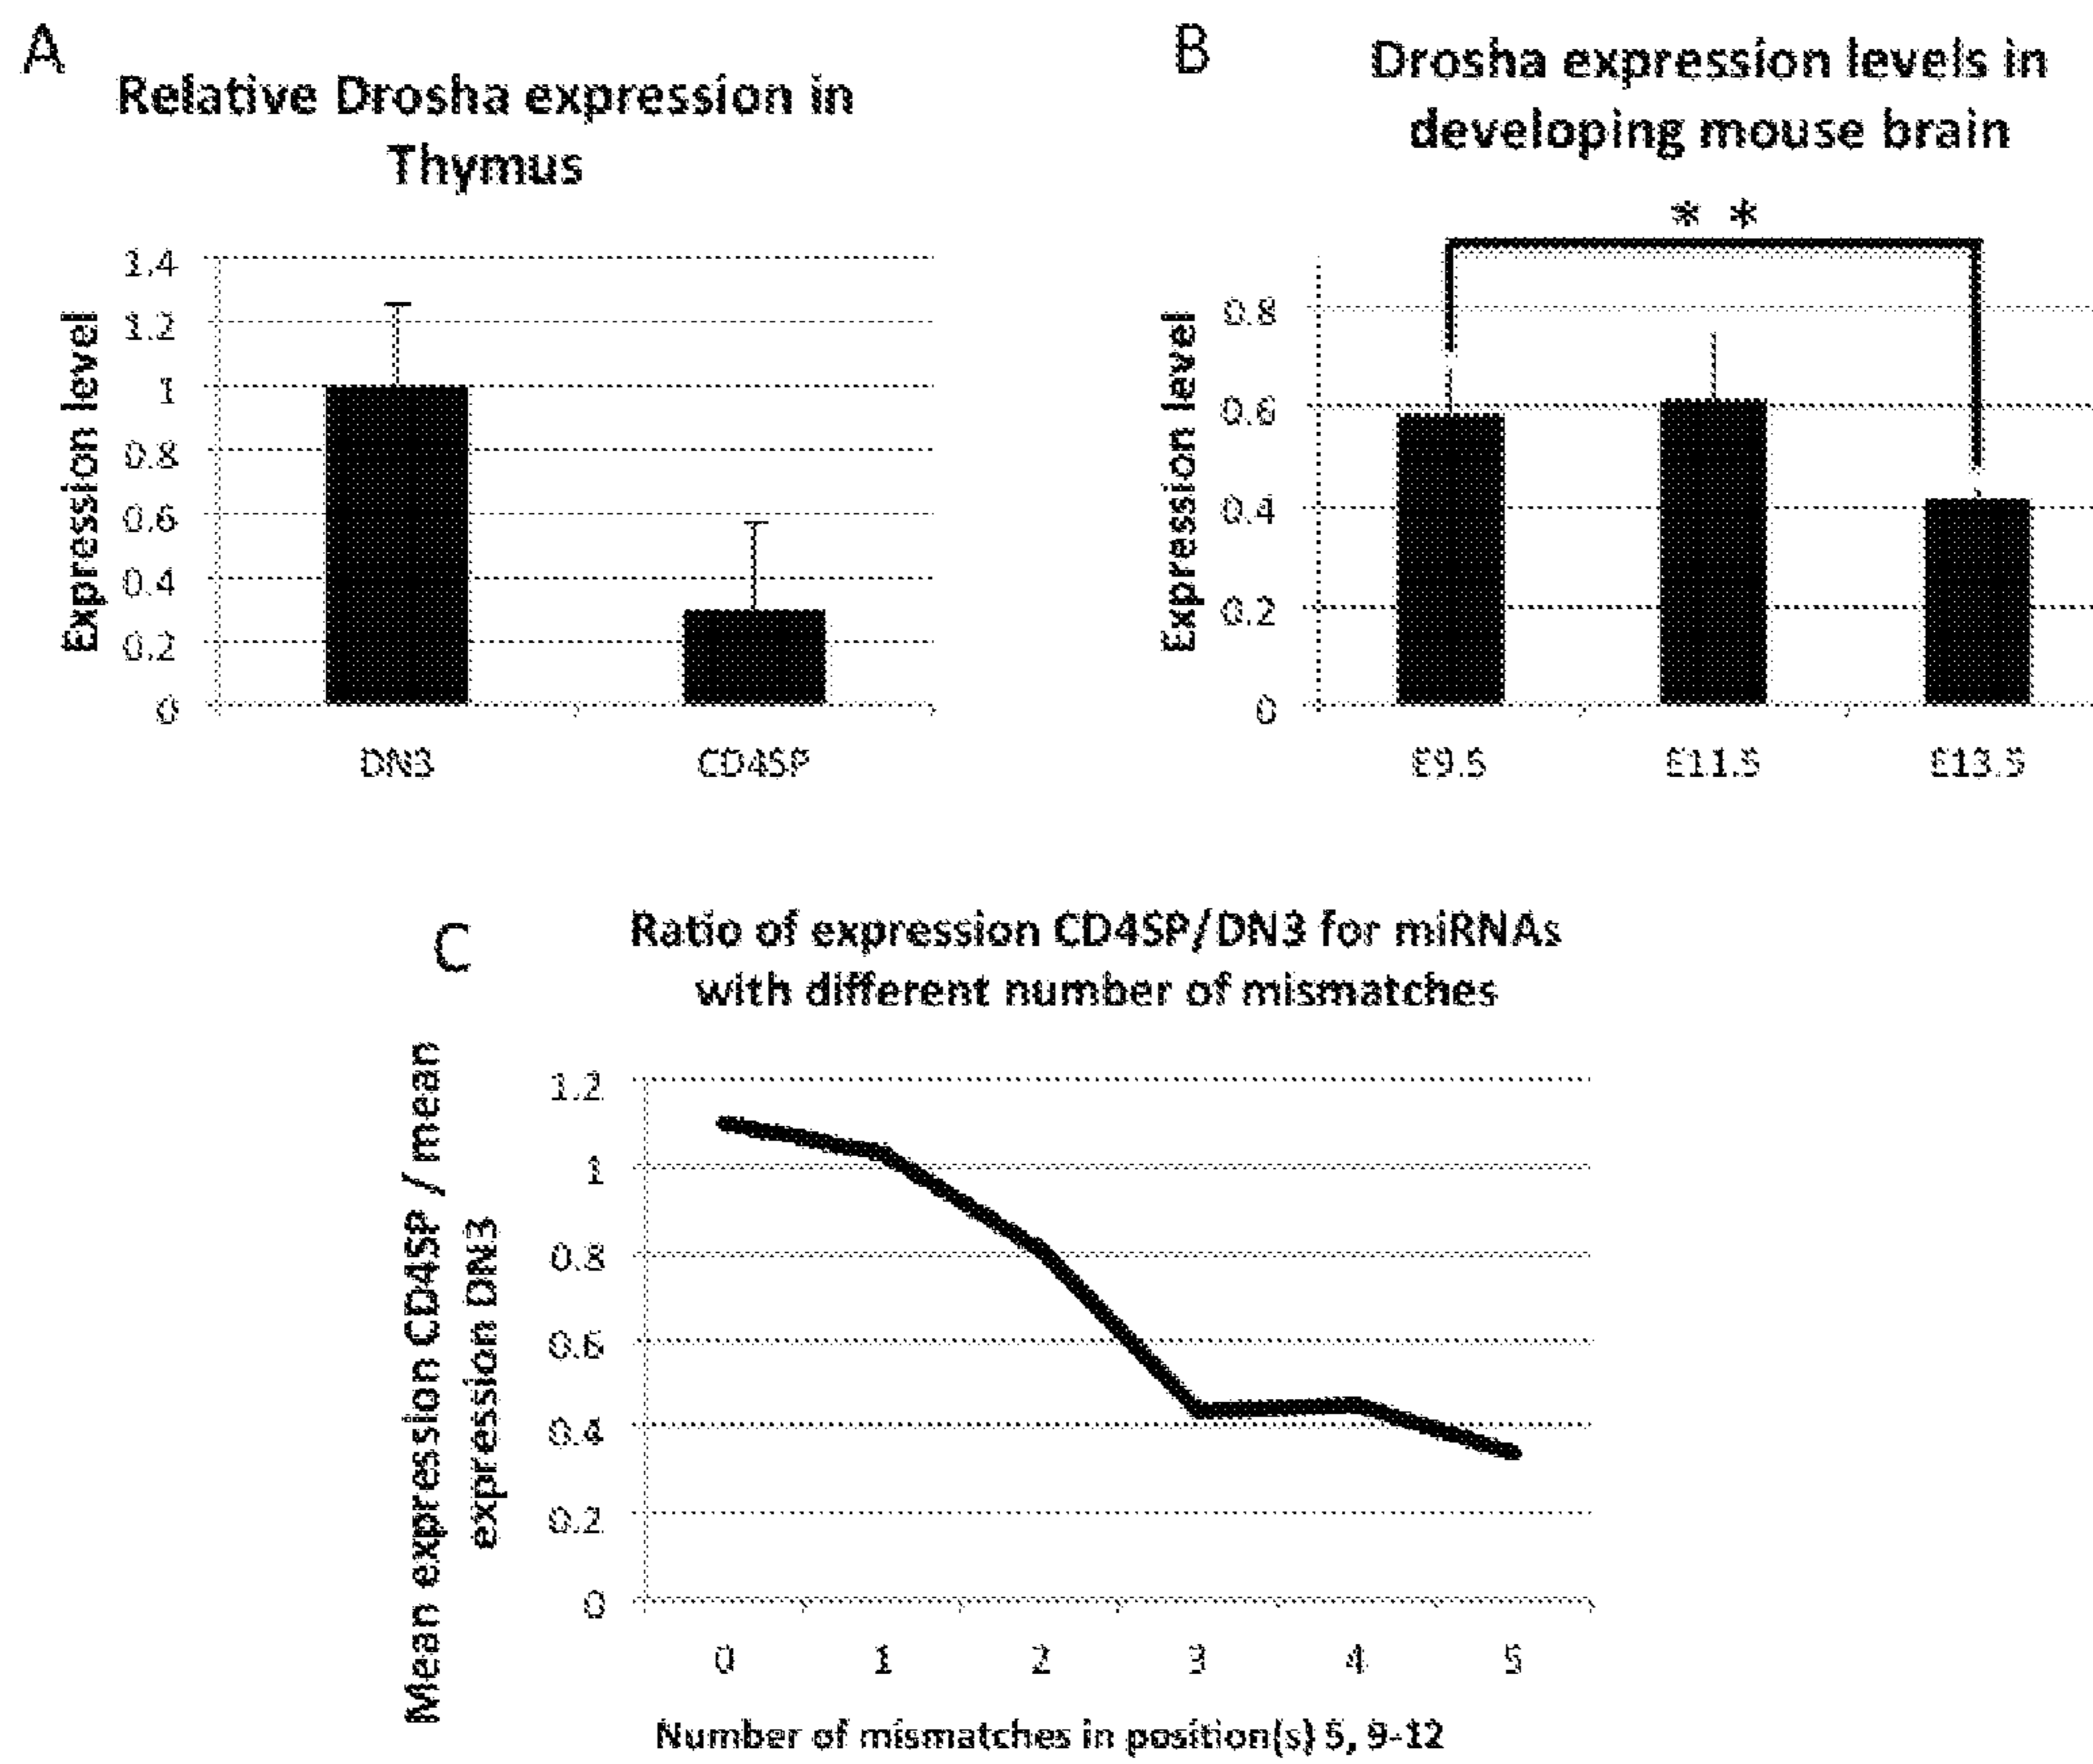 A
Relative Drosha expression in
Thymus
Expression level
1.4
1.2
1
0.8
0.6
0.4
0.2
0
DN3
CD4SP
B
Drosha expression levels in
developing mouse brain
* *
Expression level
0.8
0.6
0.4
0.2
0
E9.5
E11.5
E13.5
C
Ratio of expression CD4SP/DN3 for miRNAs
with different number of mismatches
Mean expression CD4SP / mean
expression DN3
1.2
1
0.8
0.6
0.4
0.2
0
0
1
2
3
4
5
Number of mismatches in position(s) 5, 9-12